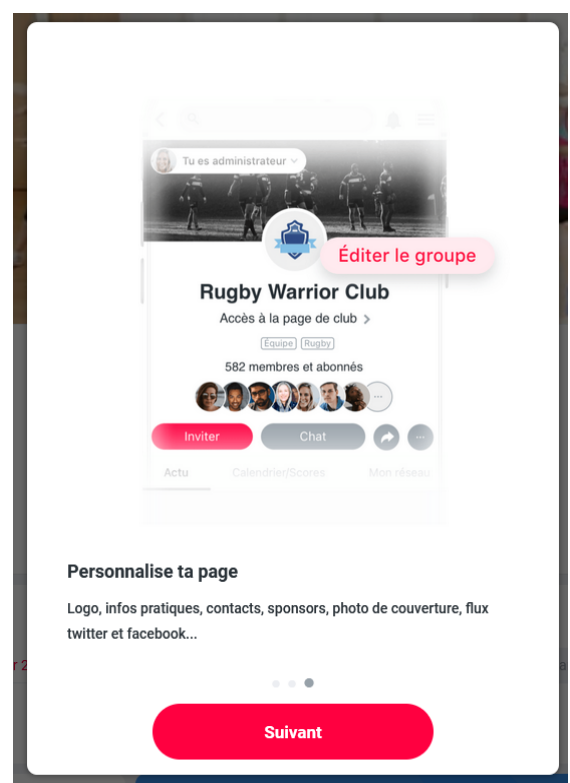 Tu es administrateur
Éditer le groupe
Rugby Warrior Club
Accès à la page de club >
Équipe Rugby
582 membres et abonnés
Inviter Chat
Actu Calendrier/Scores Mon réseau
Personnalise ta page
Logo, infos pratiques, contacts, sponsors, photo de couverture, flux
twitter et facebook...
Suivant